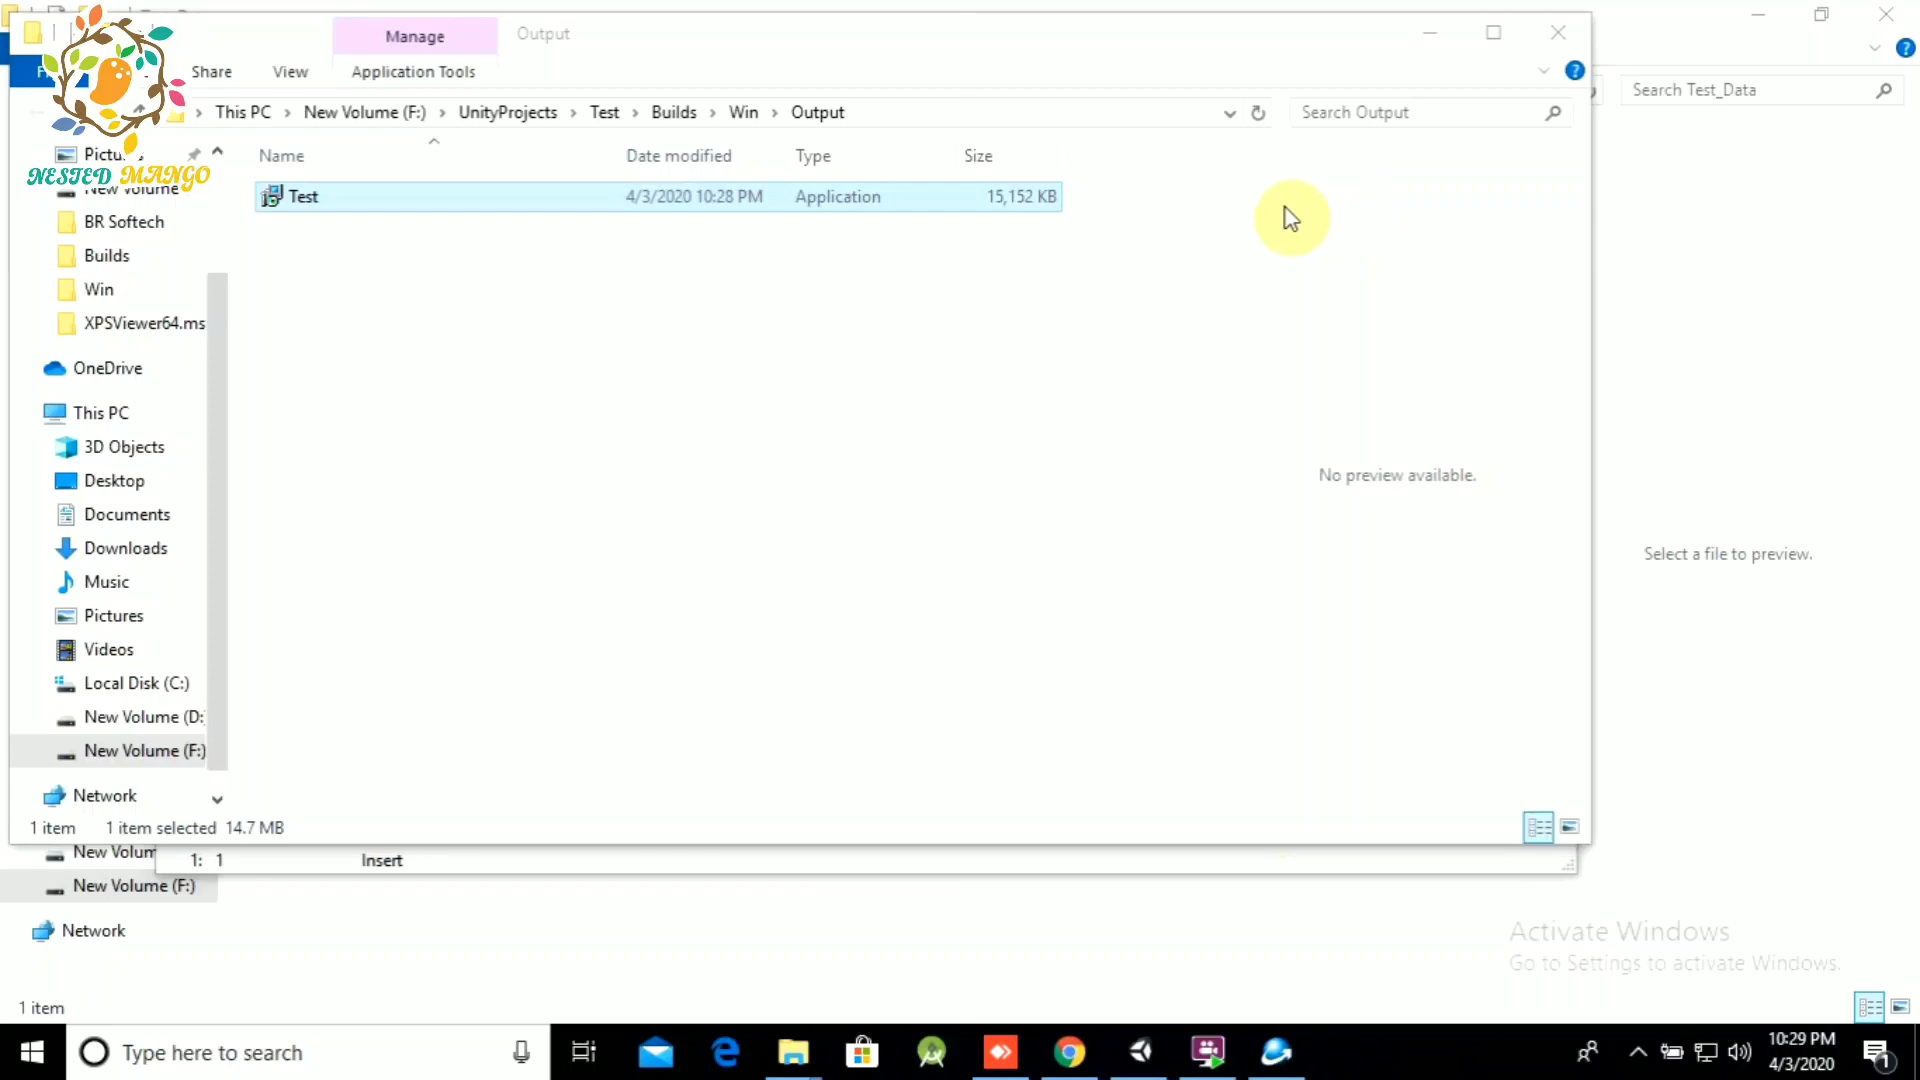 Manage
Output
Share
View
Application Tools
Search Test_Data
This PC
New Volume (F:)
UnityProjects
Test
Builds
Win
Output
Search Output
NESTED MANGO
Name
Date modified
Type
Size
Test
4/3/2020 10:28 PM
Application
15,152 KB
New Volume
BR Softech
Builds
Win
XPSViewer64.ms
OneDrive
This PC
3D Objects
Desktop
Documents
Downloads
Music
Pictures
Videos
Local Disk (C:)
New Volume (D:
New Volume (F:)
Network
No preview available.
Select a file to preview.
1 item
1 item selected 14.7 MB
New Volum
1: 1
Insert
New Volume (F:)
Network
Activate Windows
Go to Settings to activate Windows.
1 item
Type here to search
10:29 PM
4/3/2020
1